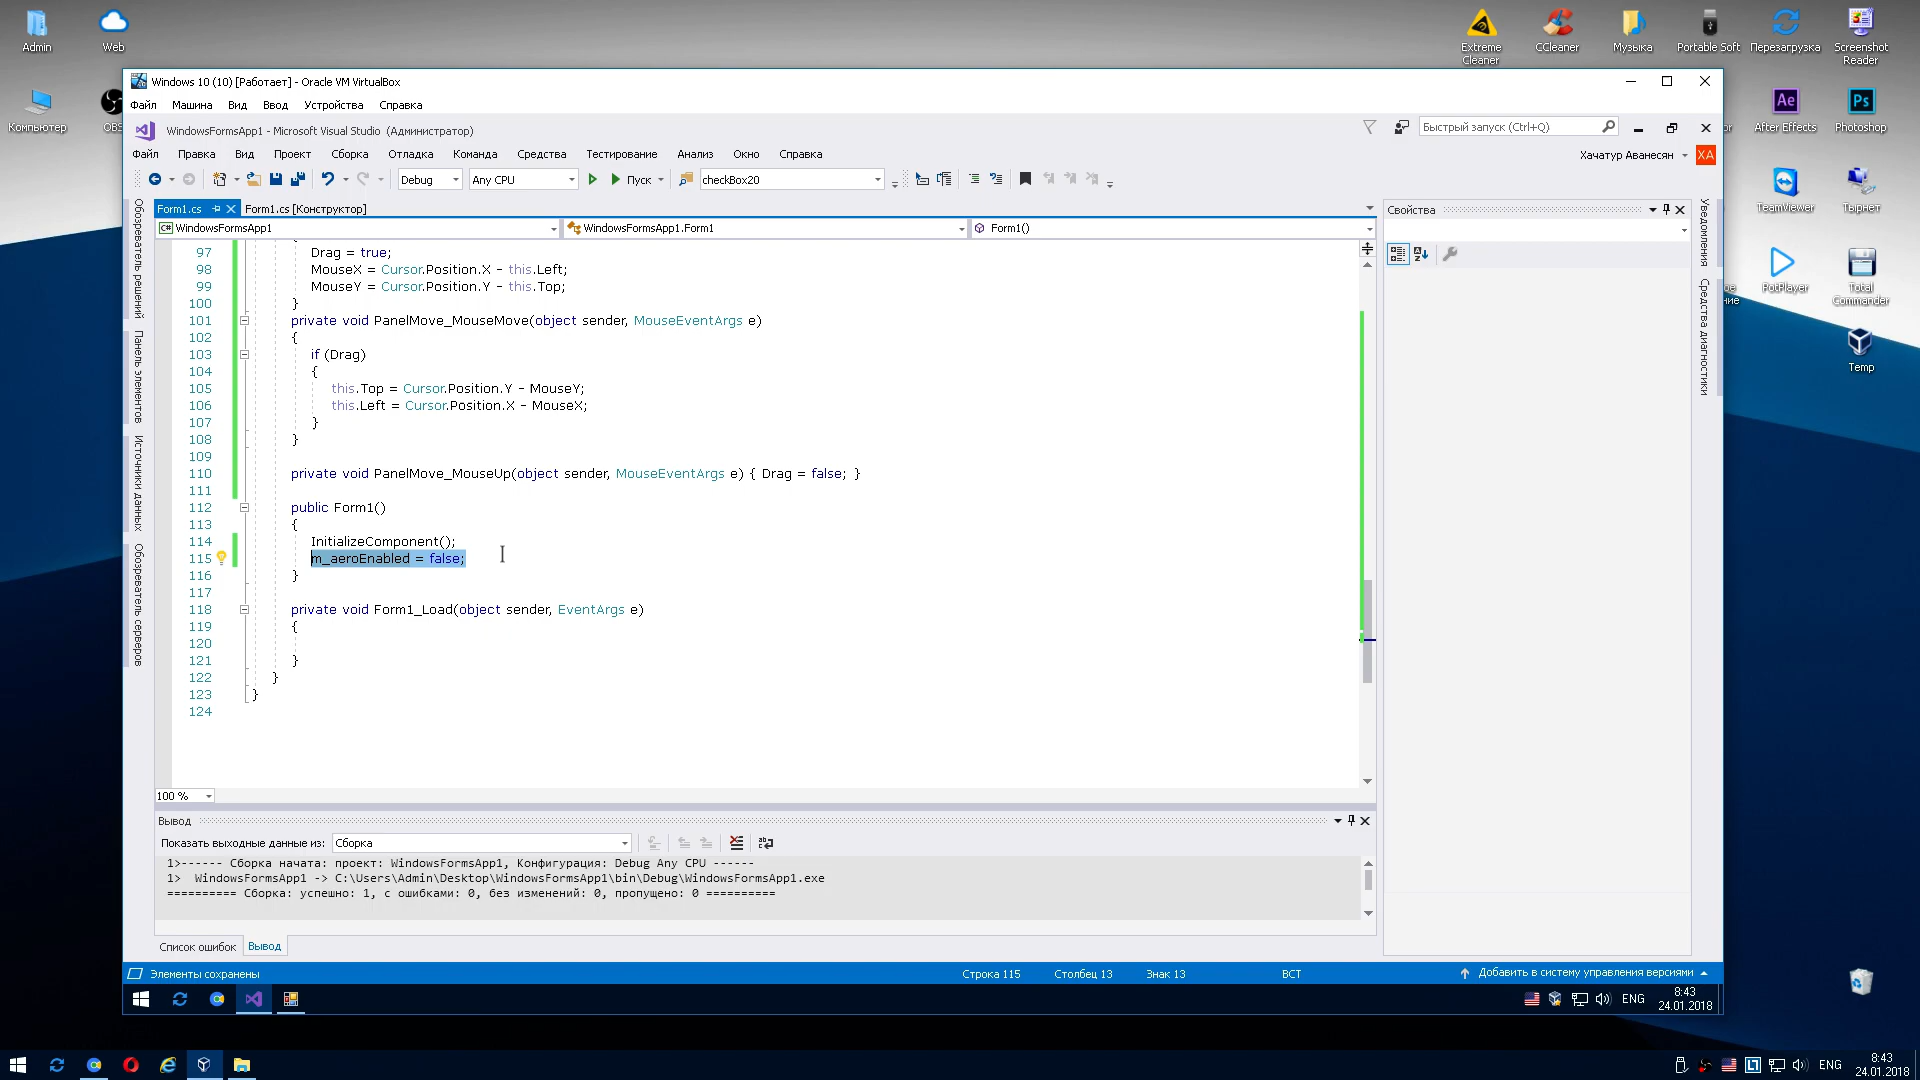 Admin
Web
Компьютер
OBS
Extreme Cleaner
CCleaner
Музыка
Portable Soft
Перезагрузка
Screenshot Reader
After Effects
Photoshop
TeamViewer
Тырнет
PotPlayer
Total Commander
Temp
Windows 10 (10) [Работает] - Oracle VM VirtualBox
Файл Машина Вид Ввод Устройства Справка
WindowsFormsApp1 - Microsoft Visual Studio (Администратор)
Быстрый запуск (Ctrl+Q)
Файл Правка Вид Проект Сборка Отладка Команда Средства Тестирование Анализ Окно Справка
Хачатур Аванесян XA
Debug Any CPU Пуск checkBox20
Form1.cs Form1.cs [Конструктор]
WindowsFormsApp1 WindowsFormsApp1.Form1 Form1()
Обозреватель решений
Панель элементов
Источники данных
Обозреватель серверов
97 Drag = true;
98 MouseX = Cursor.Position.X - this.Left;
99 MouseY = Cursor.Position.Y - this.Top;
100 }
101 private void PanelMove_MouseMove(object sender, MouseEventArgs e)
102 {
103 if (Drag)
104 {
105 this.Top = Cursor.Position.Y - MouseY;
106 this.Left = Cursor.Position.X - MouseX;
107 }
108 }
109
110 private void PanelMove_MouseUp(object sender, MouseEventArgs e) { Drag = false; }
111
112 public Form1()
113 {
114 InitializeComponent();
115 m_aeroEnabled = false;
116 }
117
118 private void Form1_Load(object sender, EventArgs e)
119 {
120
121 }
122 }
123 }
124
100 %
Свойства
Уведомления
Средства диагностики
Вывод
Показать выходные данные из: Сборка
1>------ Сборка начата: проект: WindowsFormsApp1, Конфигурация: Debug Any CPU ------
1> WindowsFormsApp1 -> C:\Users\Admin\Desktop\WindowsFormsApp1\bin\Debug\WindowsFormsApp1.exe
========== Сборка: успешно: 1, с ошибками: 0, без изменений: 0, пропущено: 0 ==========
Список ошибок Вывод
Элементы сохранены Строка 115 Столбец 13 Знак 13 ВСТ Добавить в систему управления версиями
ENG 8:43
24.01.2018
ENG 8:43
24.01.2018